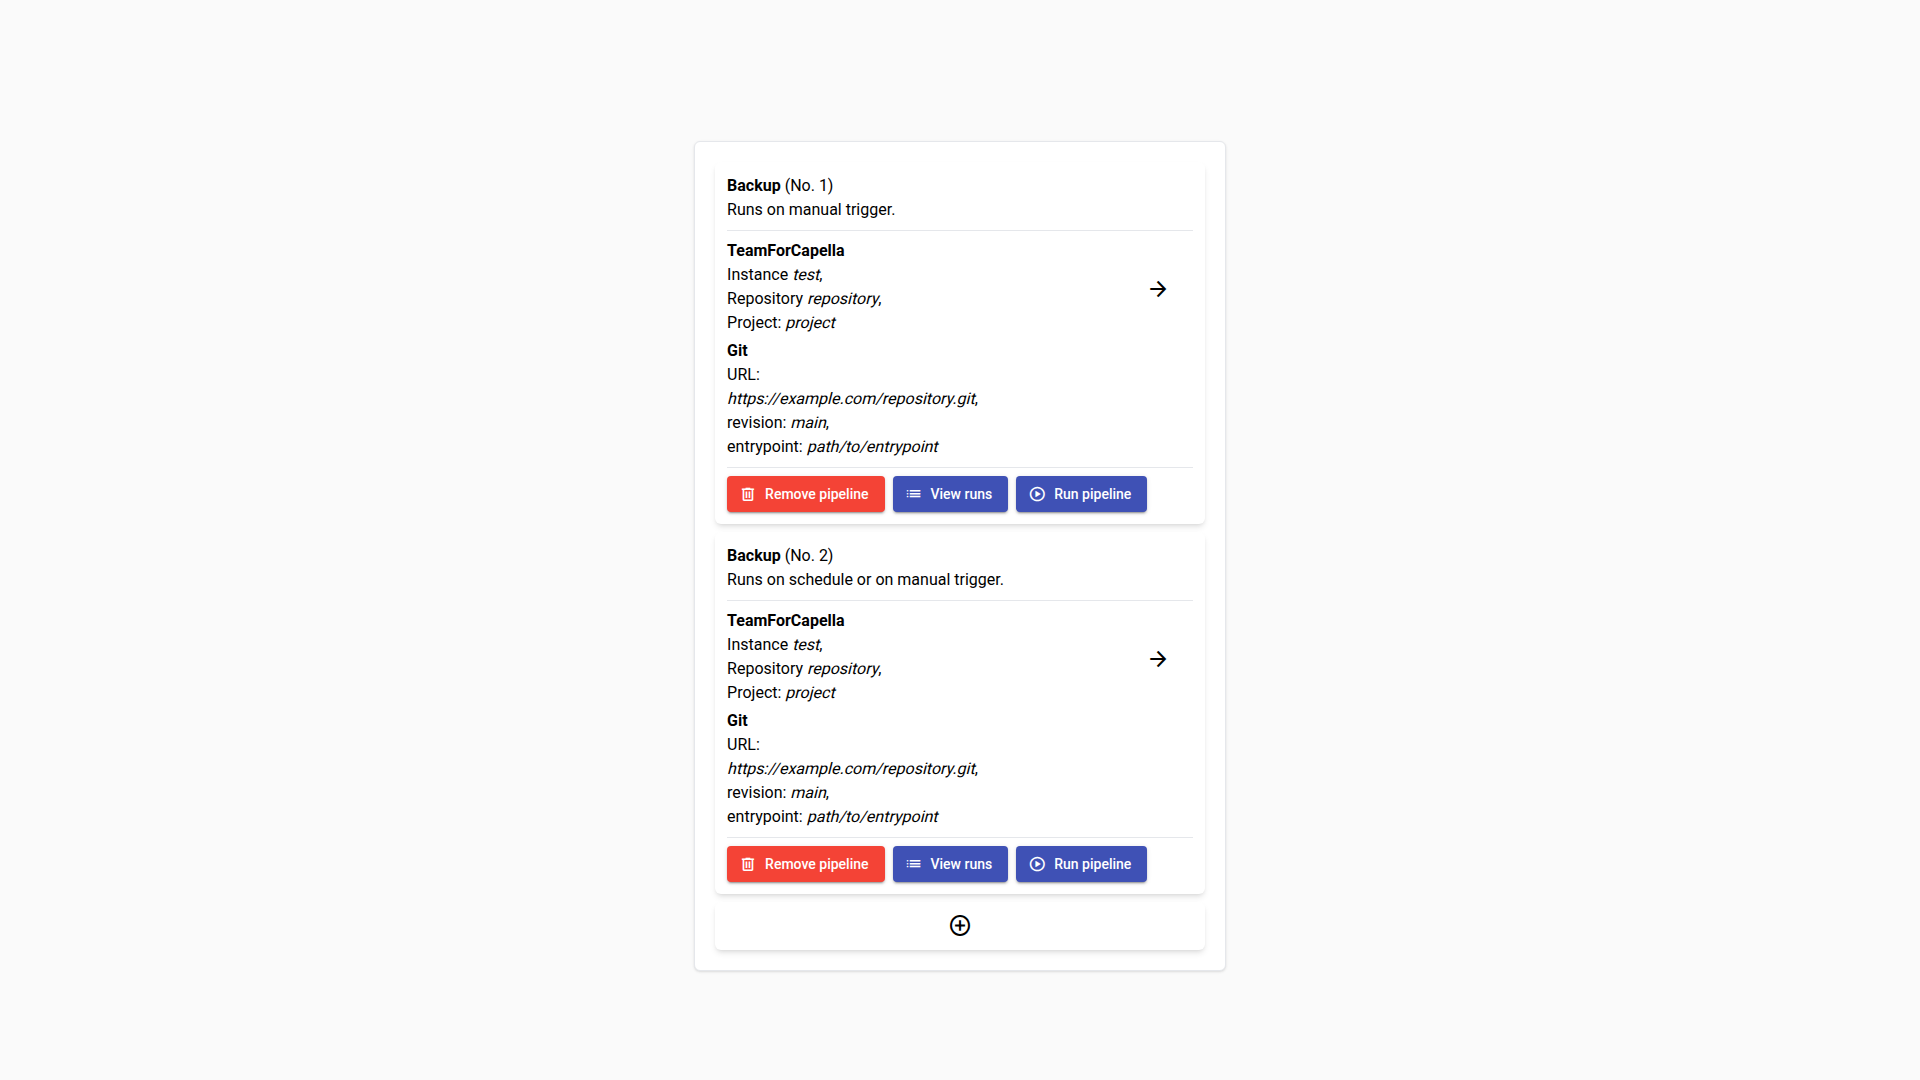 Backup (No. 1)
Runs on manual trigger.
TeamForCapella
Instance test,
Repository repository,
Project: project
Git
URL:
https://example.com/repository.git,
revision: main,
entrypoint: path/to/entrypoint
Remove pipeline View runs Run pipeline
Backup (No. 2)
Runs on schedule or on manual trigger.
TeamForCapella
Instance test,
Repository repository,
Project: project
Git
URL:
https://example.com/repository.git,
revision: main,
entrypoint: path/to/entrypoint
Remove pipeline View runs Run pipeline